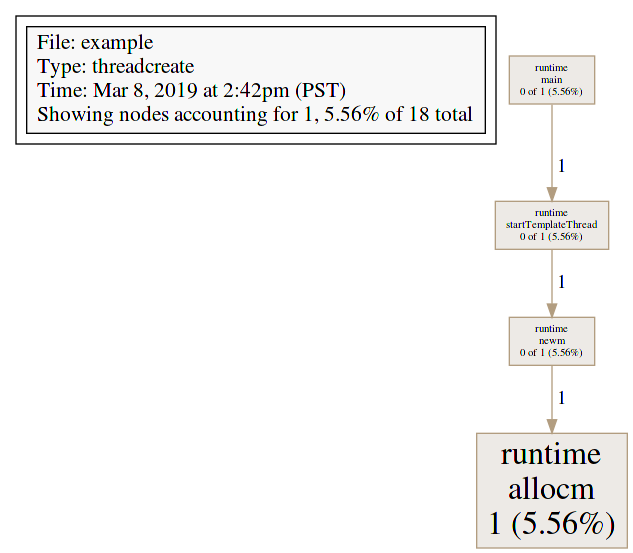 File: example
Type: threadcreate
Time: Mar 8, 2019 at 2:42pm (PST)
Showing nodes accounting for 1, 5.56% of 18 total
runtime
main
0 of 1 (5.56%)
1
runtime
startTemplateThread
0 of 1 (5.56%)
1
runtime
newm
0 of 1 (5.56%)
1
runtime
allocm
1 (5.56%)